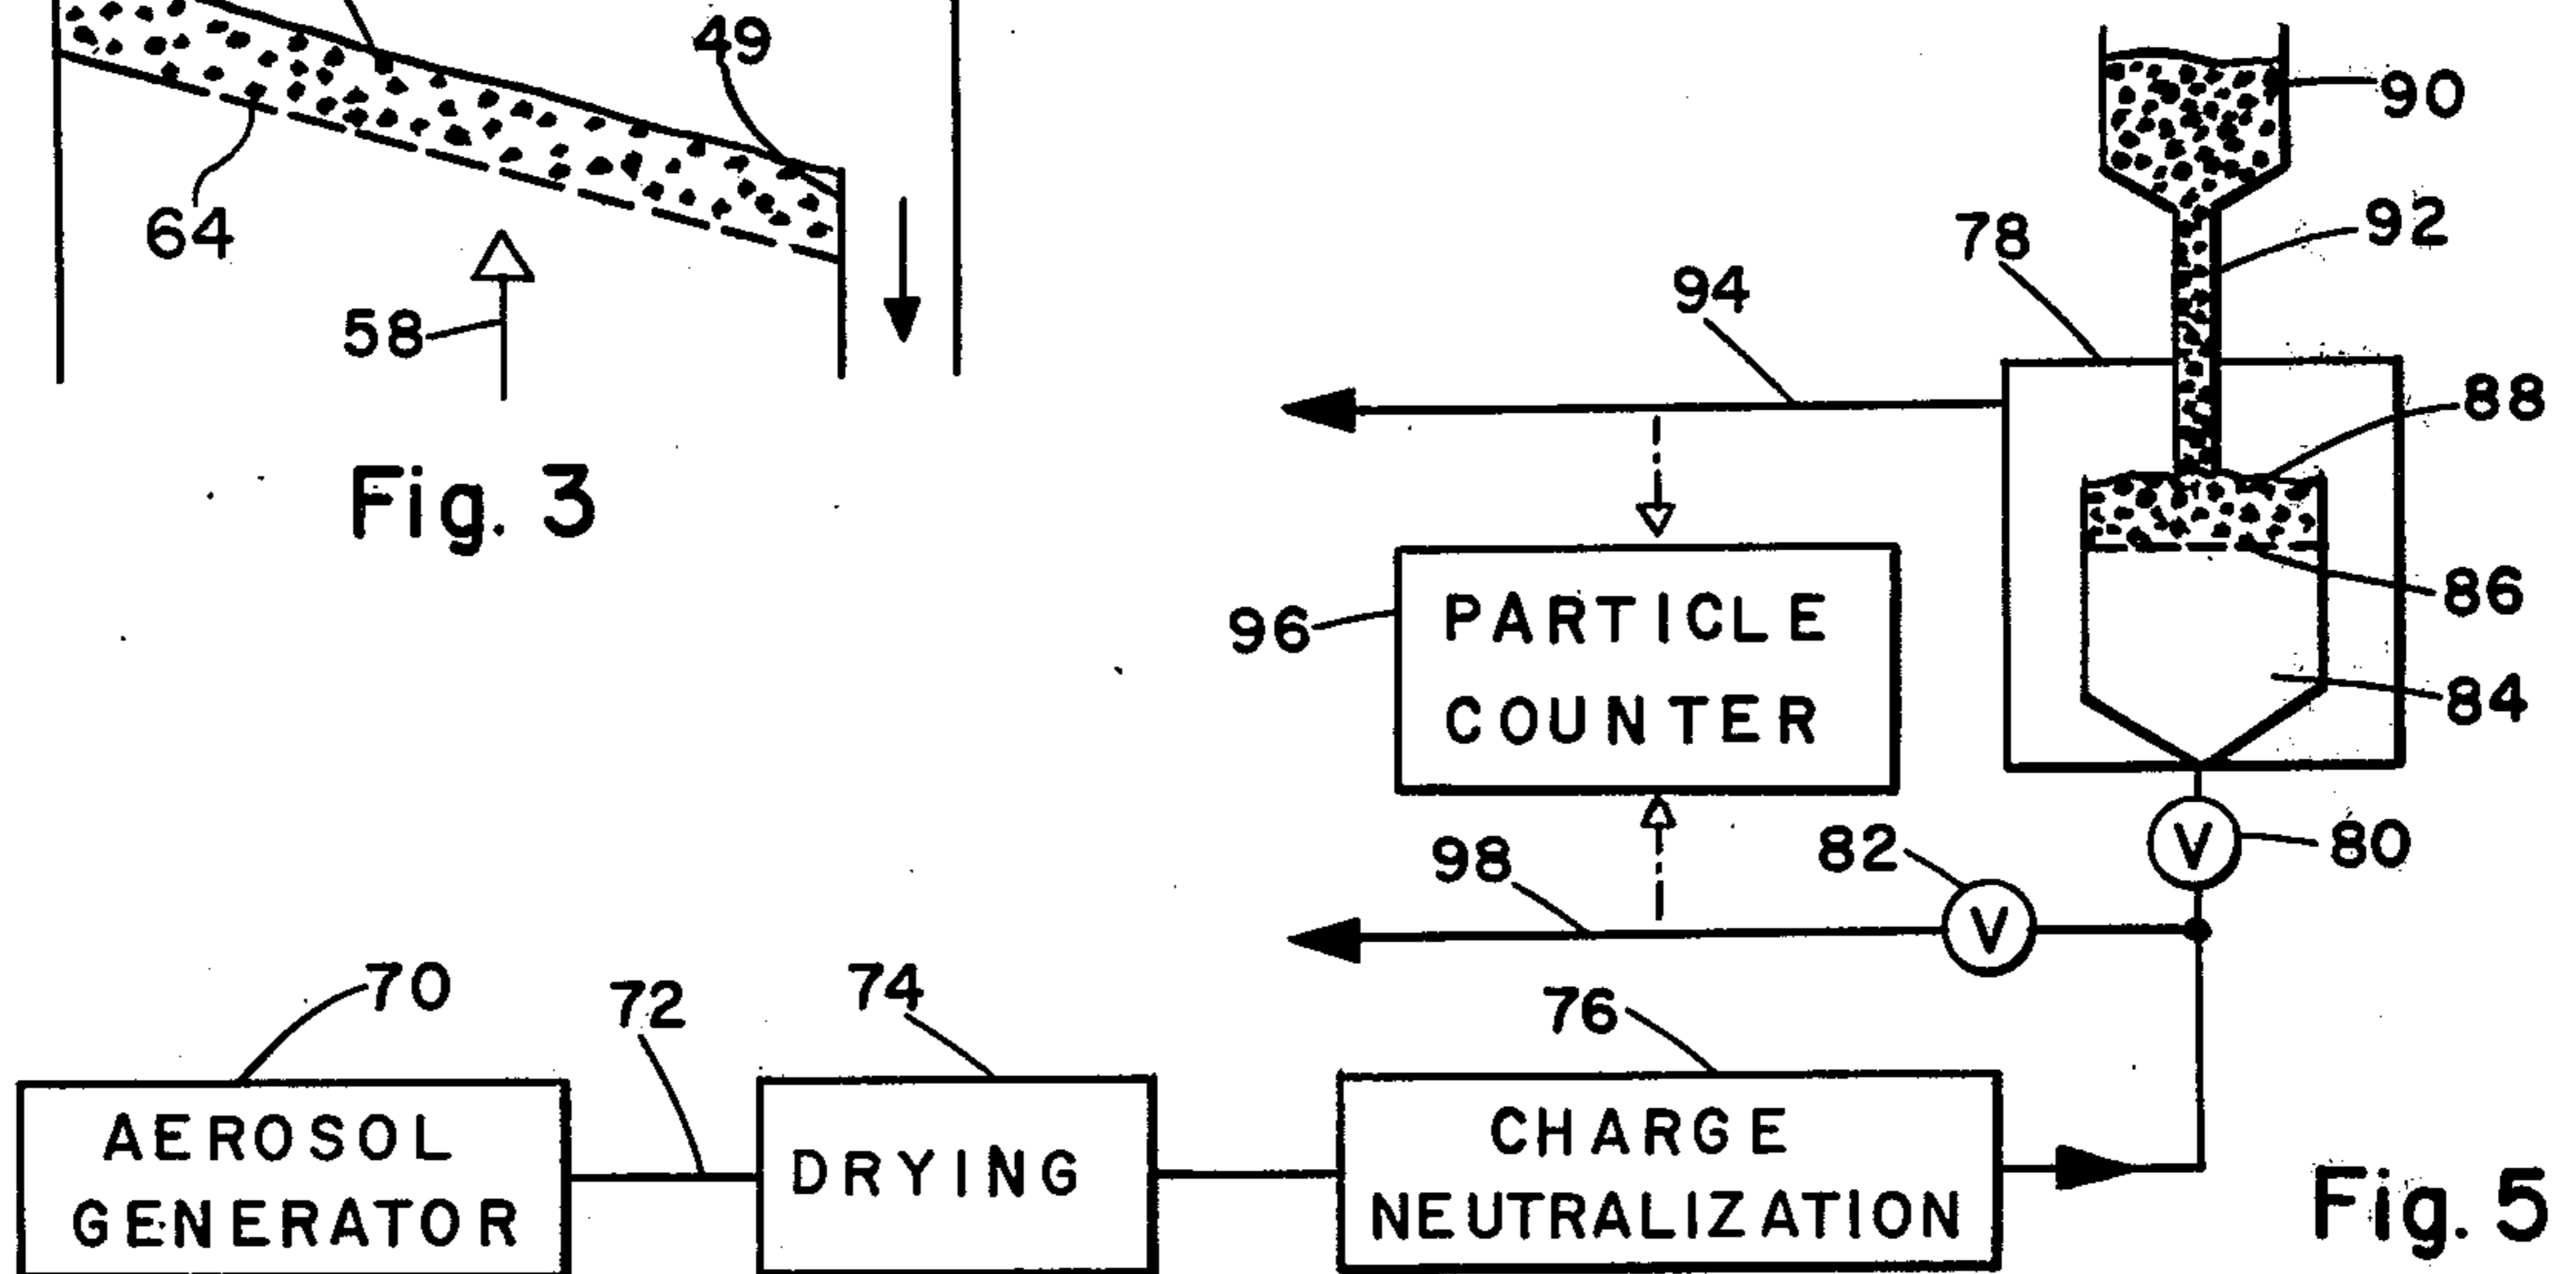 49
64
58
Fig. 3
90
92
78
94
88
96
PARTICLE
COUNTER
86
84
82
80
98
70
72
74
76
AEROSOL
GENERATOR
DRYING
CHARGE
NEUTRALIZATION
V
V
Fig. 5